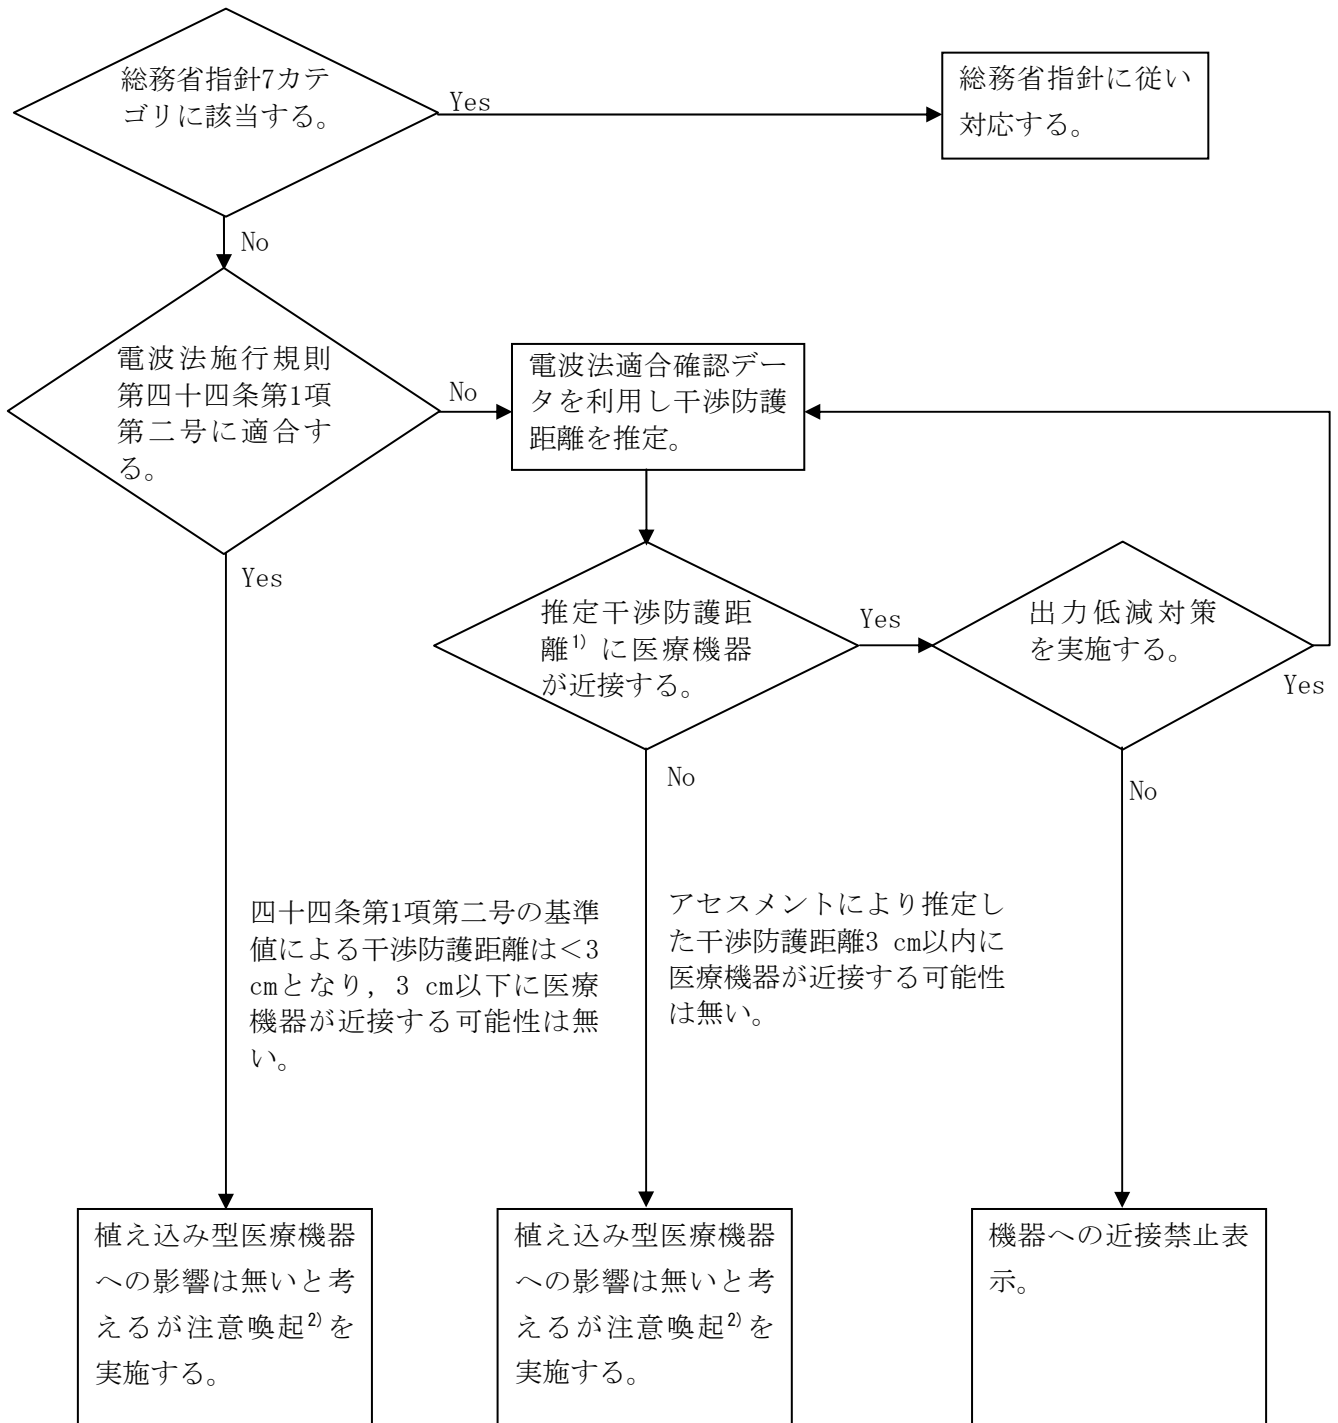 総務省指針7カテ
ゴリに該当する。
Yes
総務省指針に従い
対応する。
No
電波法施行規則
第四十四条第1項
第二号に適合す
る。
No
電波法適合確認デー
タを利用し干渉防護
距離を推定。
Yes
推定干渉防護距
離1) に医療機器
が近接する。
Yes
出力低減対策
を実施する。
Yes
No
No
四十四条第1項第二号の基準
値による干渉防護距離は＜3
cmとなり，3 cm以下に医療
機器が近接する可能性は無
い。
アセスメントにより推定し
た干渉防護距離3 cm以内に
医療機器が近接する可能性
は無い。
植え込み型医療機器
への影響は無いと考
えるが注意喚起2)を
実施する。
植え込み型医療機器
への影響は無いと考
えるが注意喚起2)を
実施する。
機器への近接禁止表
示。